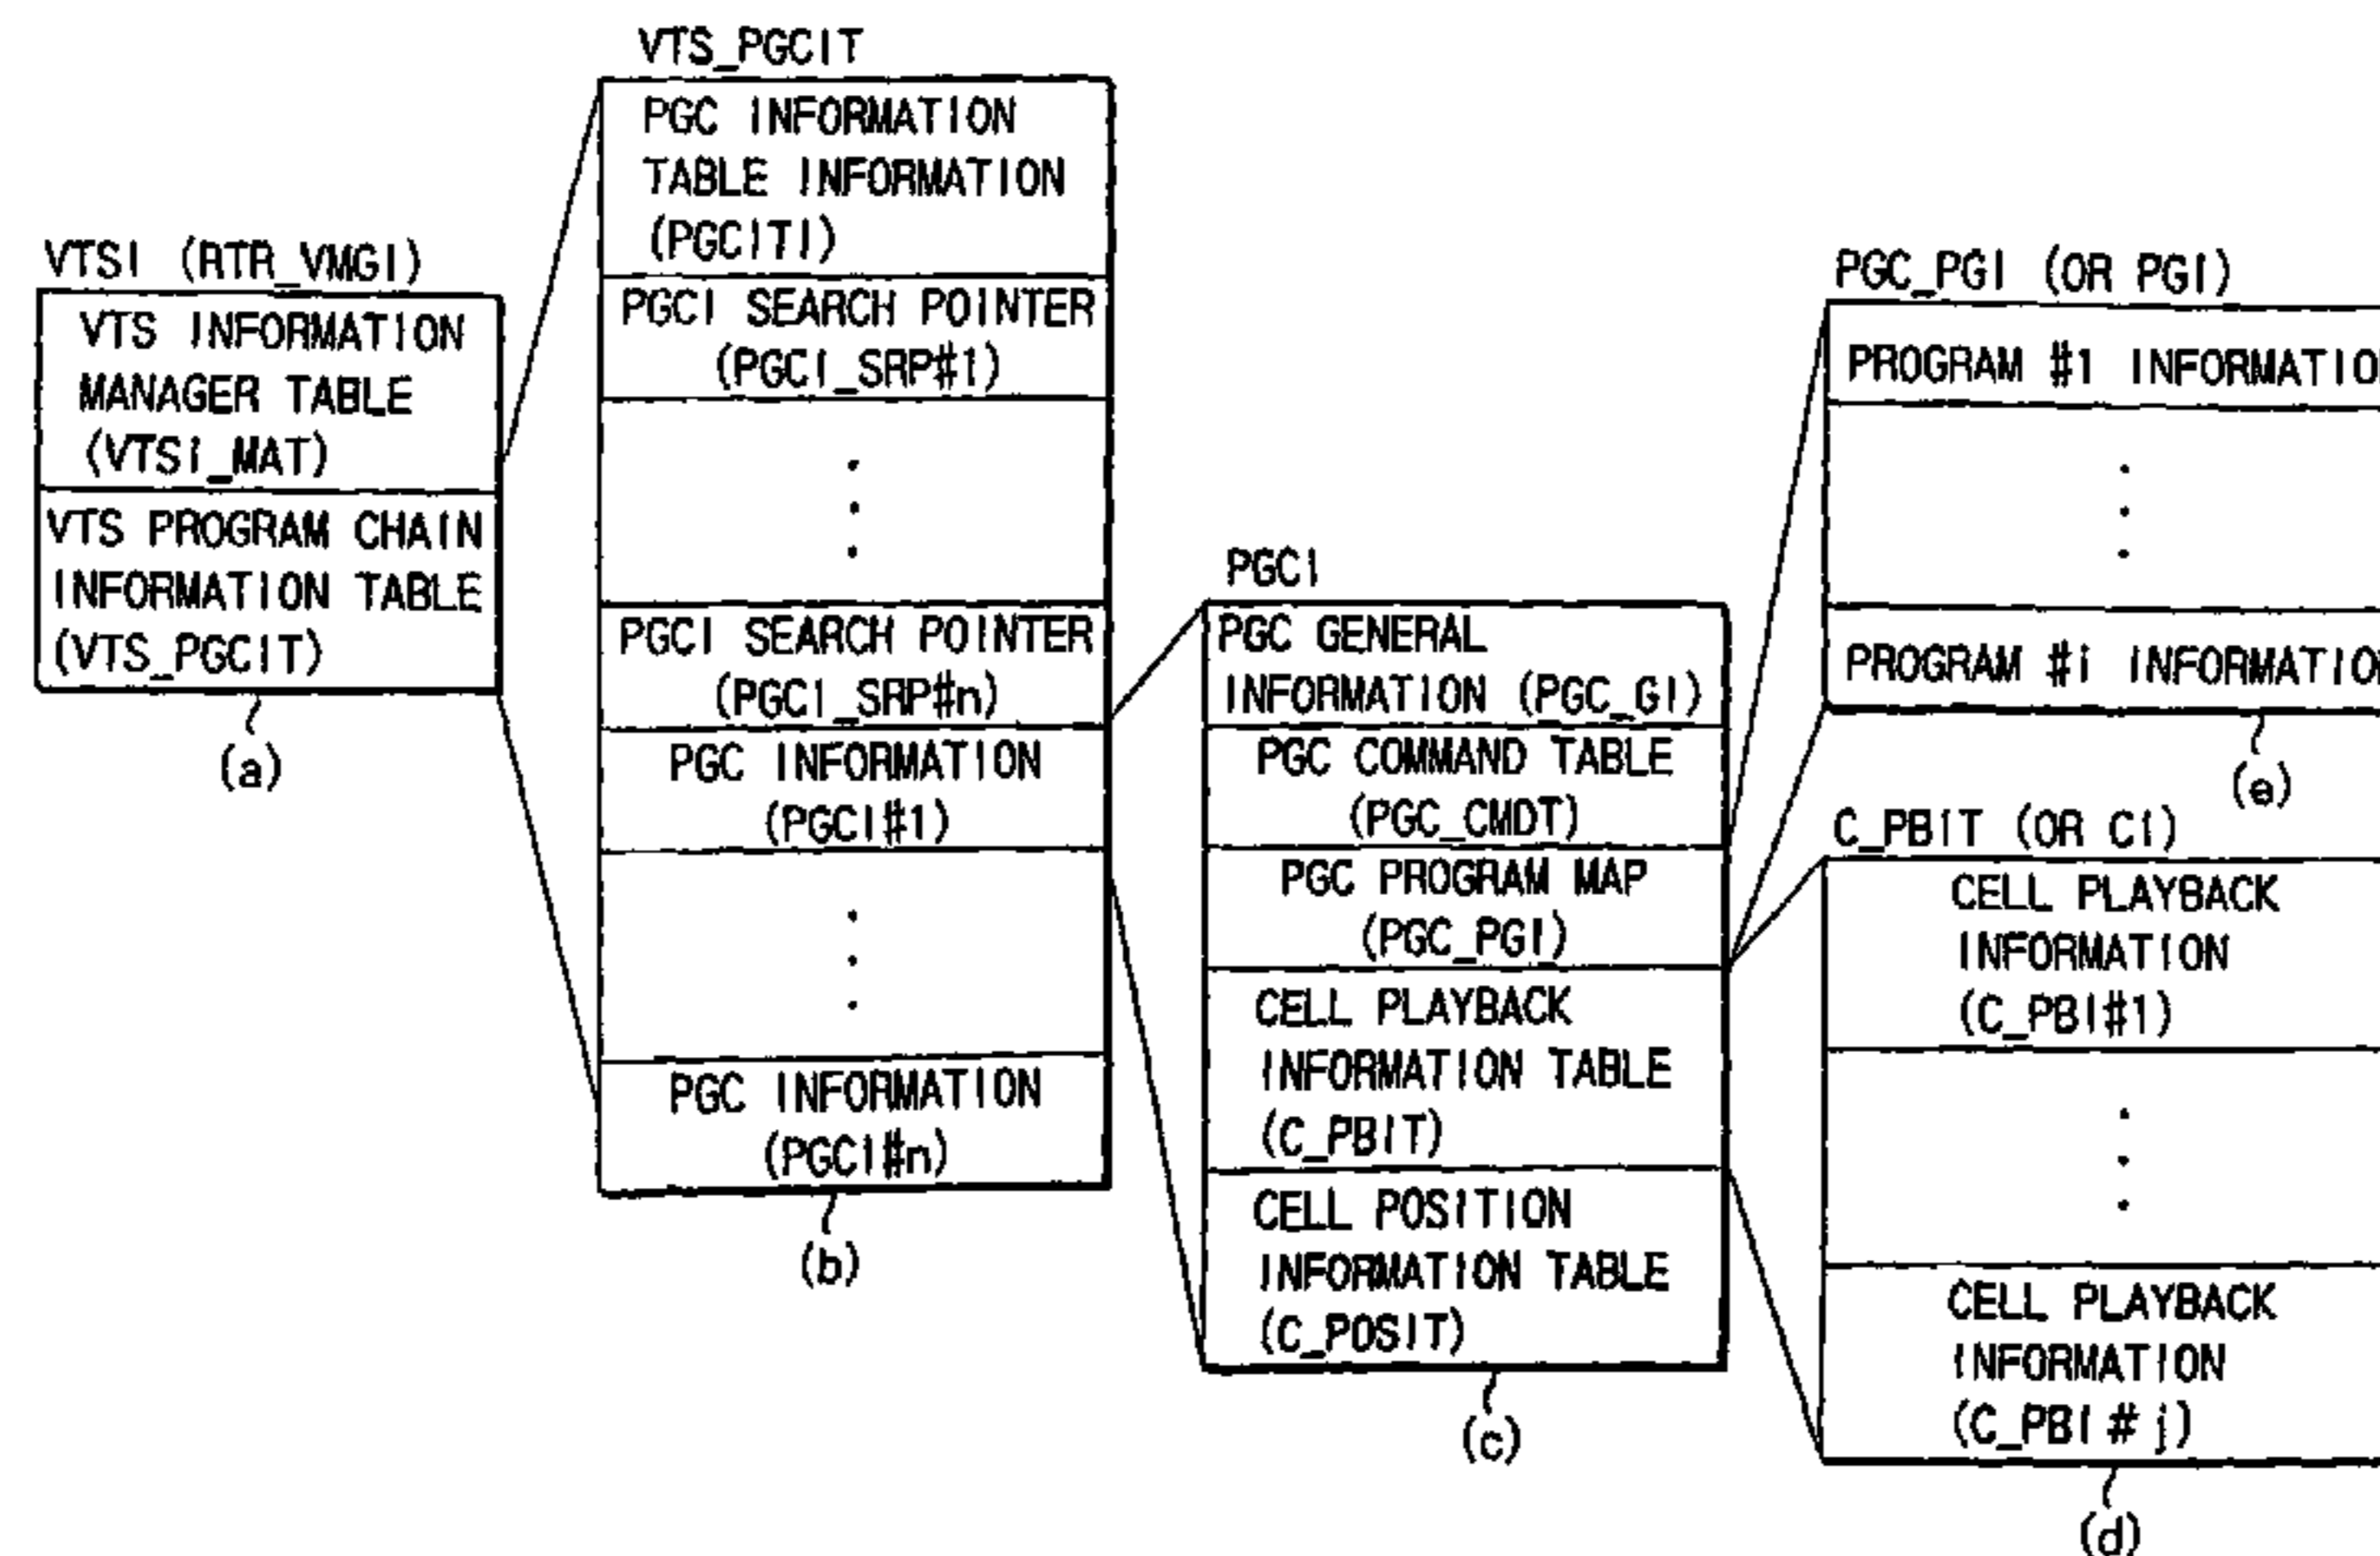 VTSI (RTR_VMGI)
VTS INFORMATION
MANAGER TABLE
(VTSI_MAT)
VTS PROGRAM CHAIN
INFORMATION TABLE
(VTS_PGCIT)
(a)
VTS_PGCIT
PGC INFORMATION
TABLE INFORMATION
(PGCITI)
PGCI SEARCH POINTER
(PGCI_SRP#1)
PGCI SEARCH POINTER
(PGCI_SRP#n)
PGC INFORMATION
(PGCI#1)
PGC INFORMATION
(PGCI#n)
(b)
PGCI
PGC GENERAL
INFORMATION (PGC_GI)
PGC COMMAND TABLE
(PGC_CMDT)
PGC PROGRAM MAP
(PGC_PGI)
CELL PLAYBACK
INFORMATION TABLE
(C_PBIT)
CELL POSITION
INFORMATION TABLE
(C_POSIT)
(c)
PGC_PGI (OR PGI)
PROGRAM #1 INFORMATIO
PROGRAM #i INFORMATIO
(e)
C_PBIT (OR CI)
CELL PLAYBACK
INFORMATION
(C_PBI#1)
CELL PLAYBACK
INFORMATION
(C_PBI#j)
(d)